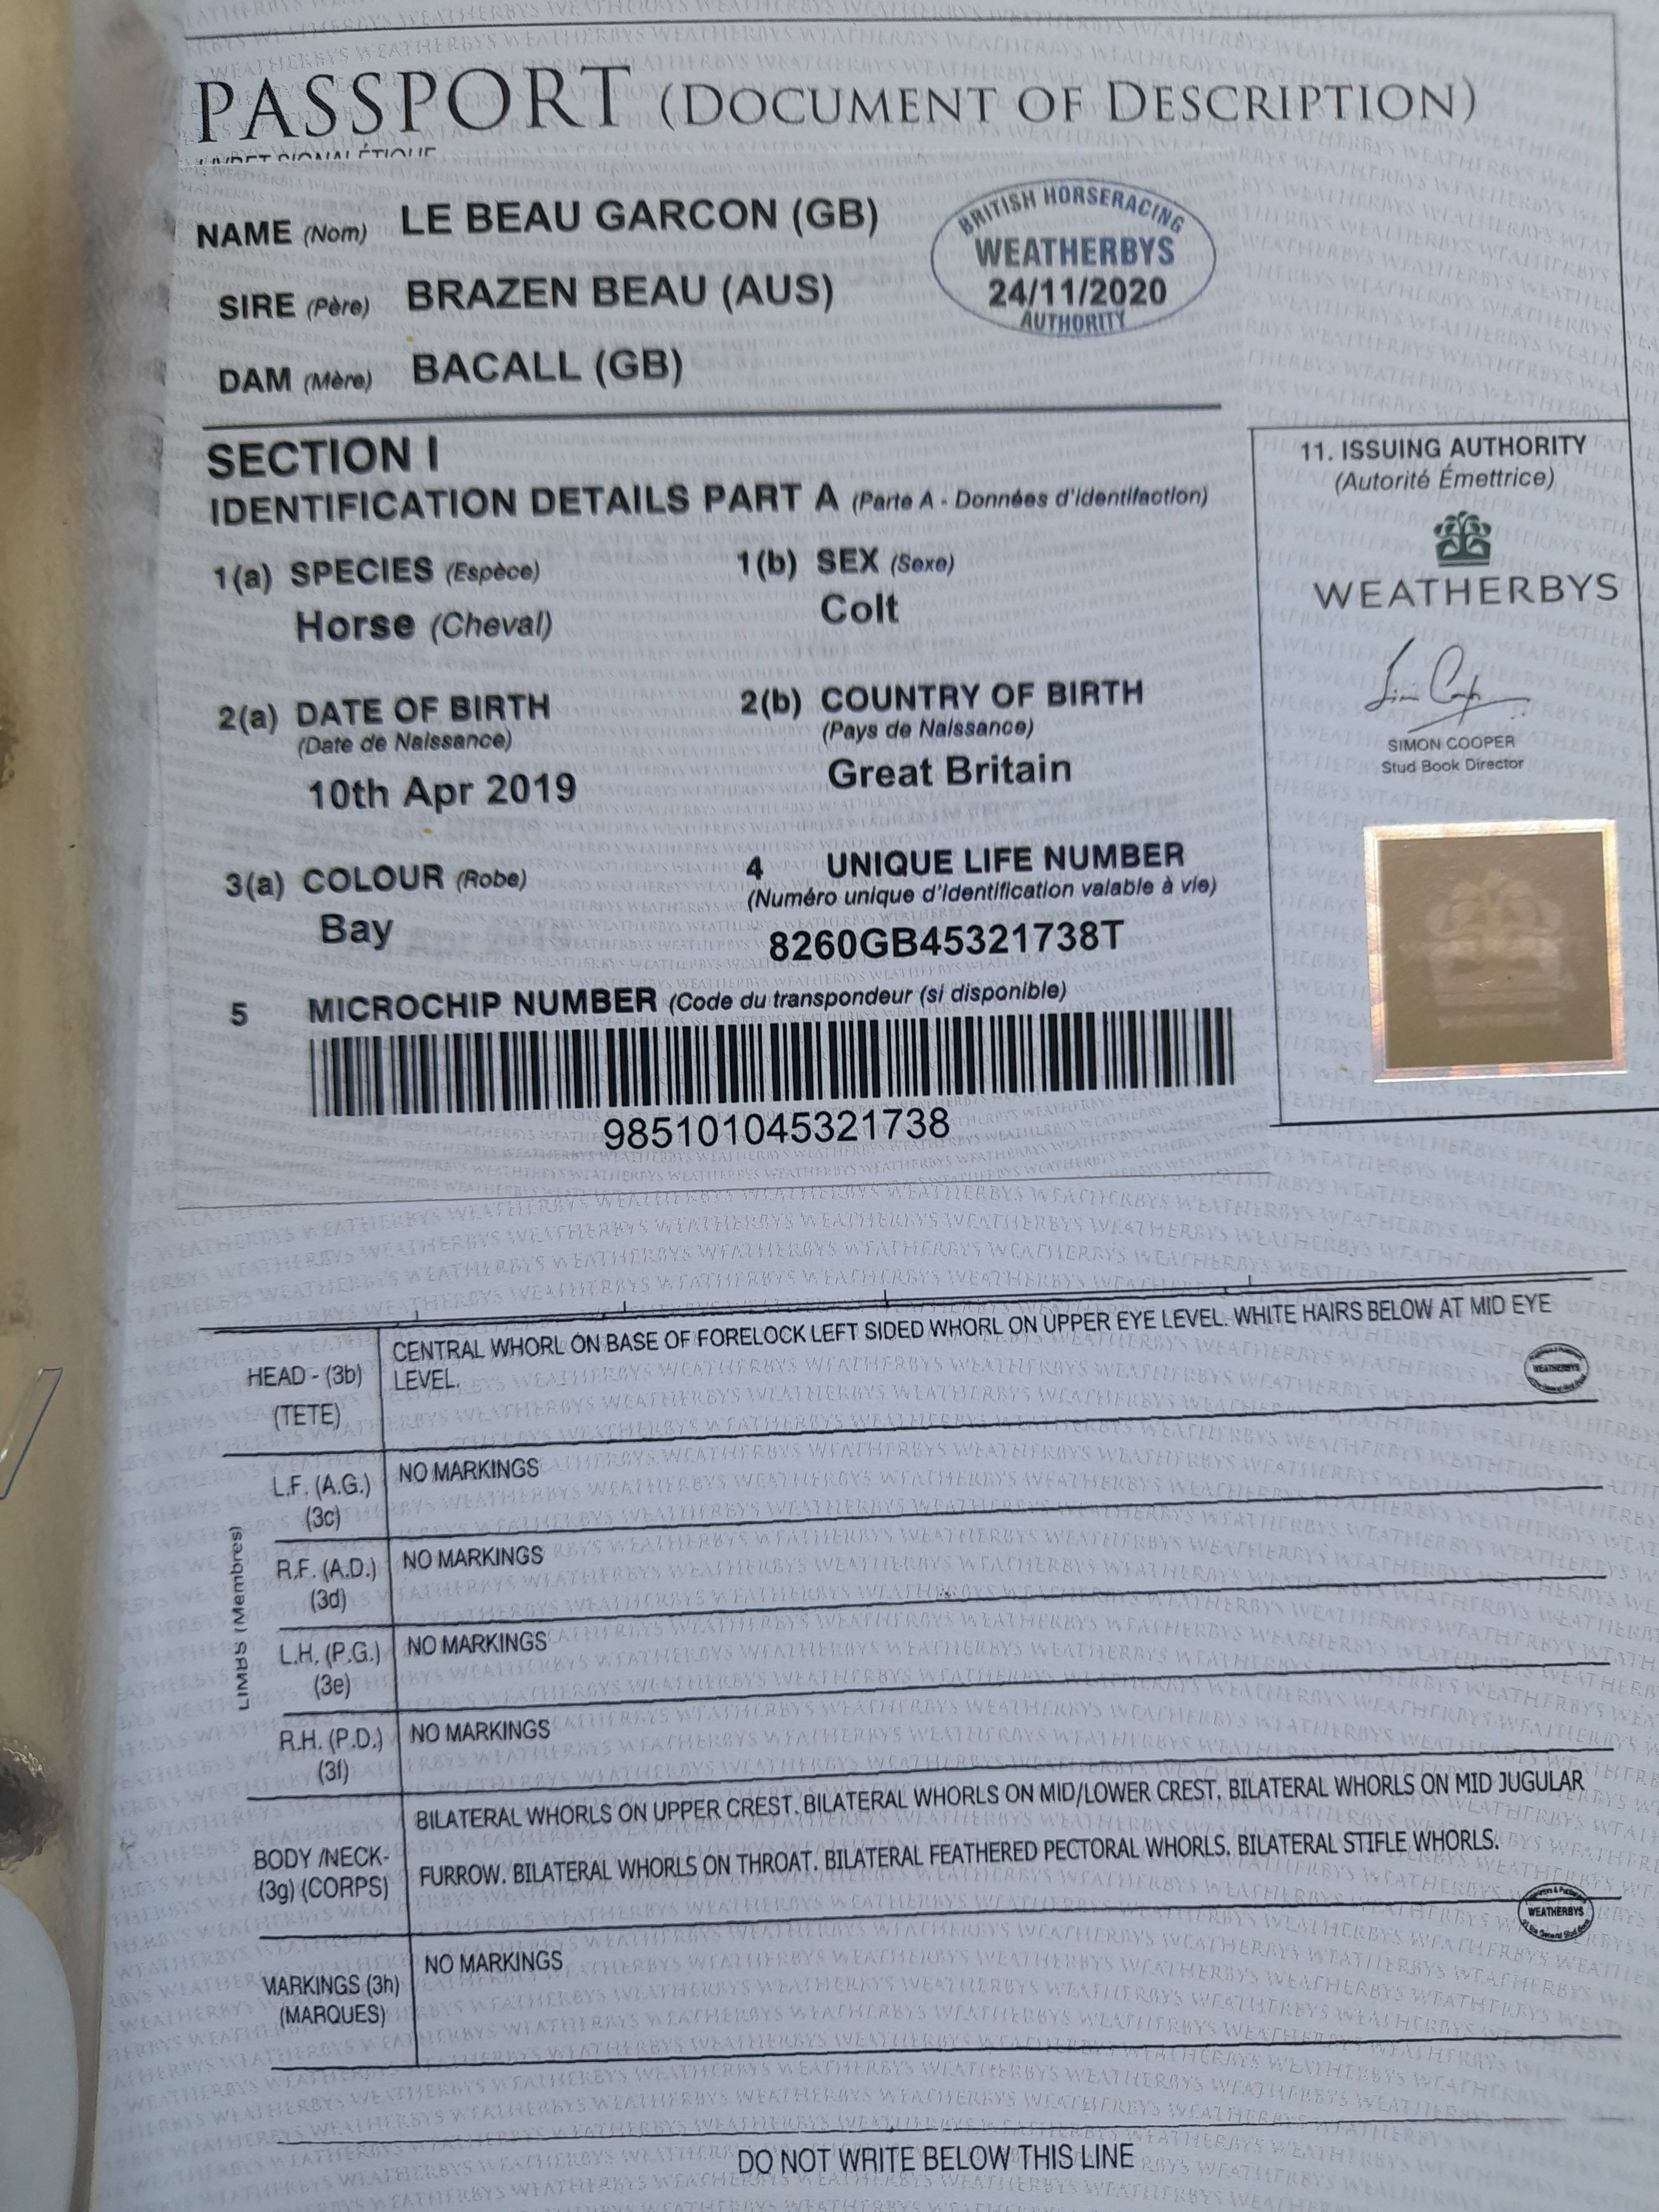 PASSPORT (DOCUMENT OF DESCRIPTION)
LIVRET SIGNALÉTIQUE
NAME (Nom) LE BEAU GARCON (GB)
SIRE (Père) BRAZEN BEAU (AUS)
DAM (Mère) BACALL (GB)
BRITISH HORSERACING
WEATHERBYS
24/11/2020
AUTHORITY
SECTION I
IDENTIFICATION DETAILS PART A (Parte A - Données d'identifaction)
1(a) SPECIES (Espèce)
Horse (Cheval)
1(b) SEX (Sexe)
Colt
2(a) DATE OF BIRTH
(Date de Naissance)
10th Apr 2019
2(b) COUNTRY OF BIRTH
(Pays de Naissance)
Great Britain
3(a) COLOUR (Robe)
Bay
4 UNIQUE LIFE NUMBER
(Numéro unique d'identification valable à vie)
8260GB45321738T
5 MICROCHIP NUMBER (Code du transpondeur (si disponible)
985101045321738
11. ISSUING AUTHORITY
(Autorité Émettrice)
WEATHERBYS
SIMON COOPER
Stud Book Director
HEAD - (3b)
(TETE)
CENTRAL WHORL ON BASE OF FORELOCK LEFT SIDED WHORL ON UPPER EYE LEVEL. WHITE HAIRS BELOW AT MID EYE
LEVEL.
WEATHERBYS
LIMBS (Membres)
L.F. (A.G.)
(3c)
NO MARKINGS
R.F. (A.D.)
(3d)
NO MARKINGS
L.H. (P.G.)
(3e)
NO MARKINGS
R.H. (P.D.)
(3f)
NO MARKINGS
BODY /NECK-
(3g) (CORPS)
BILATERAL WHORLS ON UPPER CREST. BILATERAL WHORLS ON MID/LOWER CREST. BILATERAL WHORLS ON MID JUGULAR
FURROW. BILATERAL WHORLS ON THROAT. BILATERAL FEATHERED PECTORAL WHORLS. BILATERAL STIFLE WHORLS.
WEATHERBYS
MARKINGS (3h)
(MARQUES)
NO MARKINGS
DO NOT WRITE BELOW THIS LINE